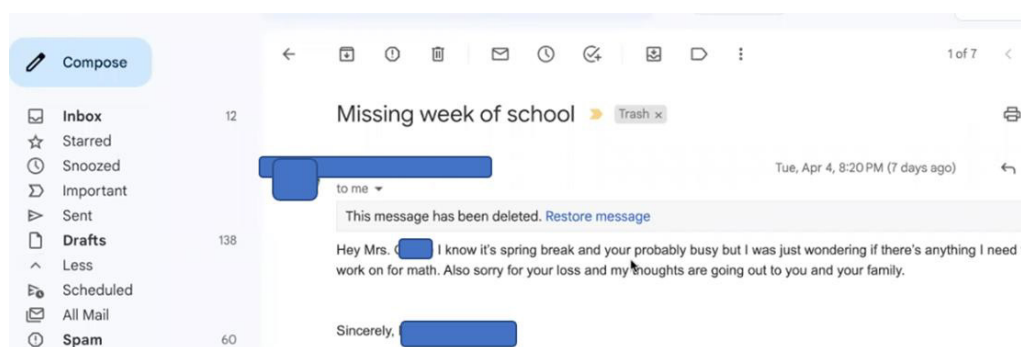 Compose
1 of 7
Inbox 12
Missing week of school Trash ×
Starred
Snoozed
Tue, Apr 4, 8:20 PM (7 days ago)
Important
to me
Sent
This message has been deleted. Restore message
Drafts 138
Hey Mrs. I know it's spring break and your probably busy but I was just wondering if there's anything I need
Less
work on for math. Also sorry for your loss and my thoughts are going out to you and your family.
Scheduled
All Mail
Sincerely,
Spam 60